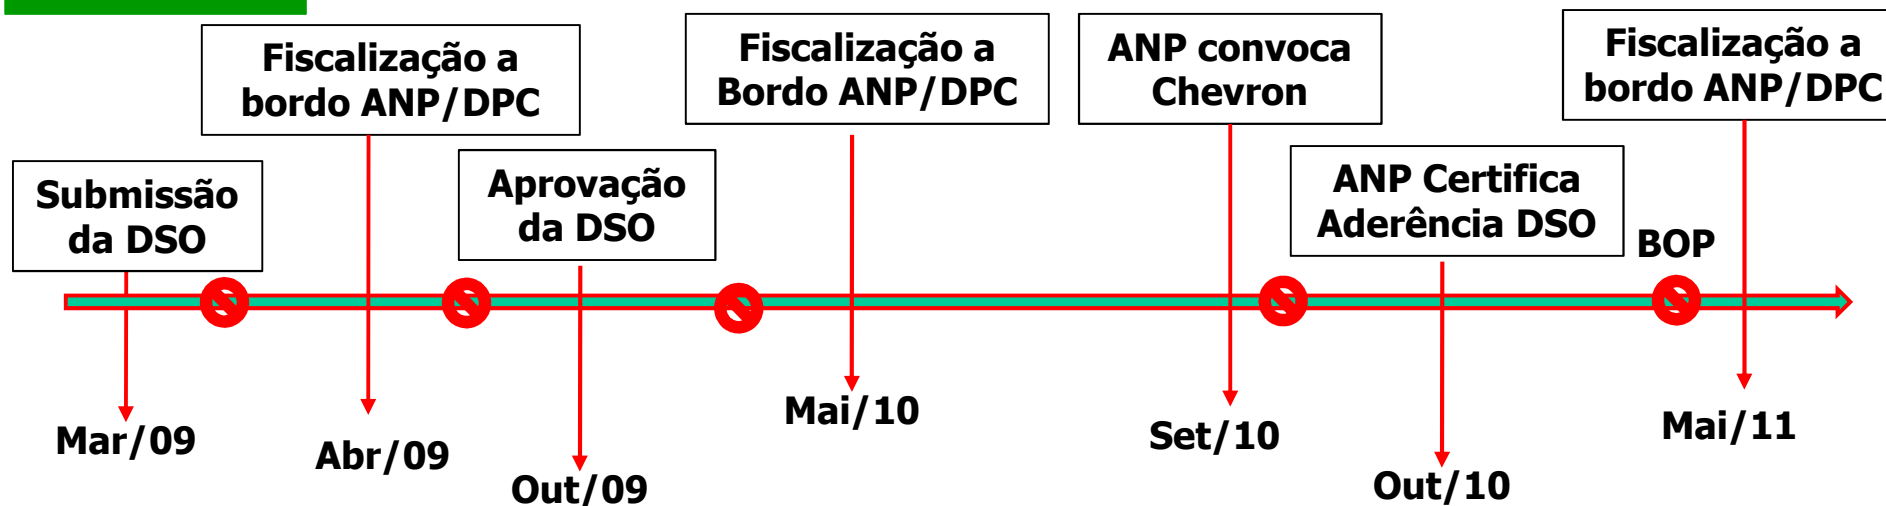 Fiscalização a
bordo ANP/DPC
Fiscalização a
Bordo ANP/DPC
ANP convoca
Chevron
Fiscalização a
bordo ANP/DPC
Submissão
da DSO
Aprovação
da DSO
ANP Certifica
Aderência DSO
BOP
Mar/09
Abr/09
Out/09
Mai/10
Set/10
Out/10
Mai/11